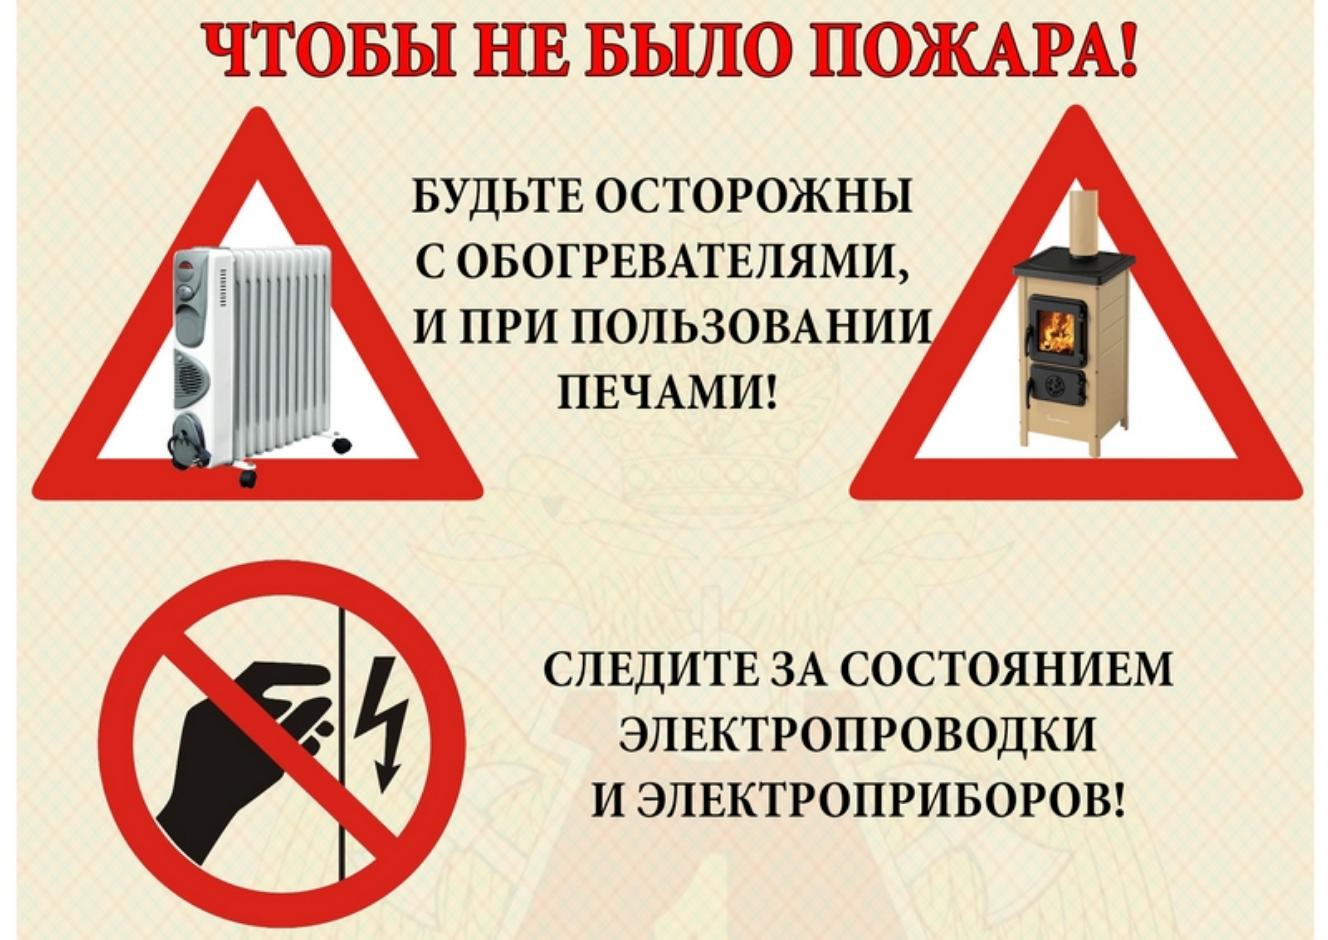 ЧТОБЫ НЕ БЫЛО ПОЖАРА!
БУДЬТЕ ОСТОРОЖНЫ
С ОБОГРЕВАТЕЛЯМИ,
И ПРИ ПОЛЬЗОВАНИИ
ПЕЧАМИ!
СЛЕДИТЕ ЗА СОСТОЯНИЕМ
ЭЛЕКТРОПРОВОДКИ
И ЭЛЕКТРОПРИБОРОВ!